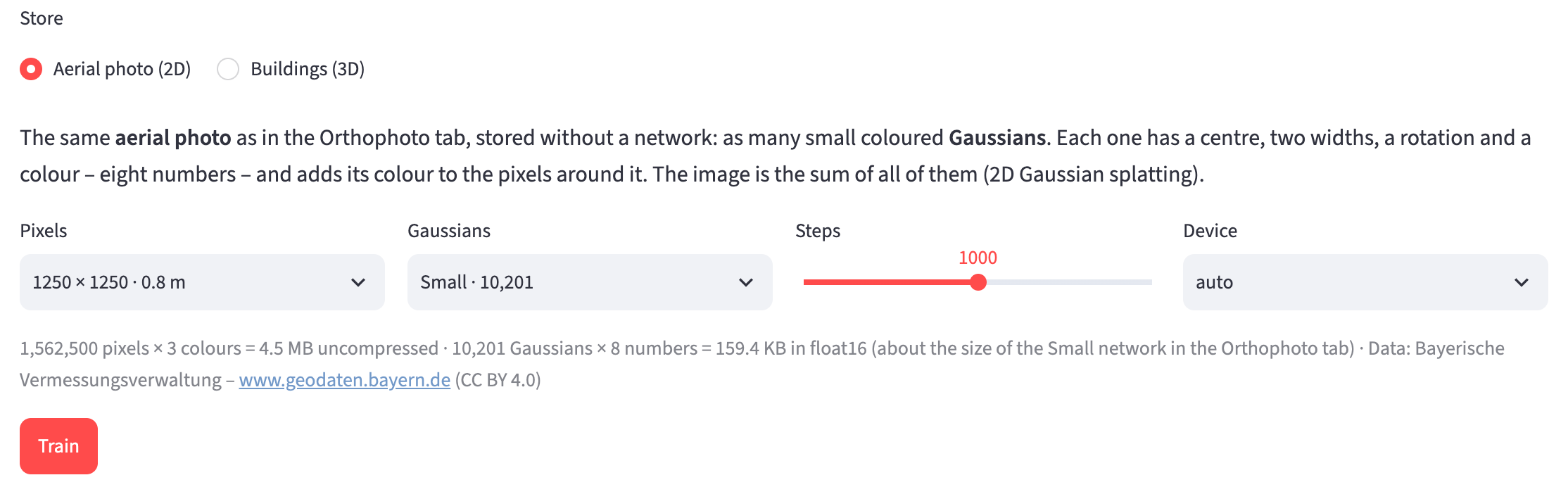 Store
Aerial photo (2D) Buildings (3D)
The same aerial photo as in the Orthophoto tab, stored without a network: as many small coloured Gaussians. Each one has a centre, two widths, a rotation and a
colour – eight numbers – and adds its colour to the pixels around it. The image is the sum of all of them (2D Gaussian splatting).
Pixels Gaussians Steps Device
1000
1250 × 1250 · 0.8 m Small · 10,201 auto
1,562,500 pixels × 3 colours = 4.5 MB uncompressed · 10,201 Gaussians × 8 numbers = 159.4 KB in float16 (about the size of the Small network in the Orthophoto tab) · Data: Bayerische
Vermessungsverwaltung – www.geodaten.bayern.de (CC BY 4.0)
Train